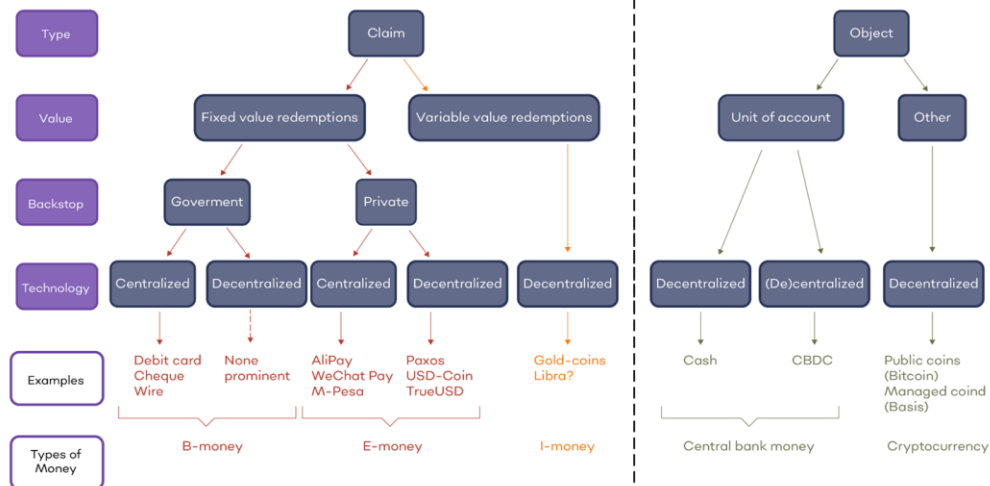 Type
Claim
Object
Value
Fixed value redemptions
Variable value redemptions
Unit of account
Other
Backstop
Goverment
Private
Technology
Centralized
Decentralized
Centralized
Decentralized
Decentralized
Decentralized
(De)centralized
Decentralized
Examples
Debit card
Cheque
Wire
None
prominent
AliPay
WeChat Pay
M-Pesa
Paxos
USD-Coin
TrueUSD
Gold-coins
Libra?
Cash
CBDC
Public coins
(Bitcoin)
Managed coind
(Basis)
Types of
Money
B-money
E-money
I-money
Central bank money
Cryptocurrency